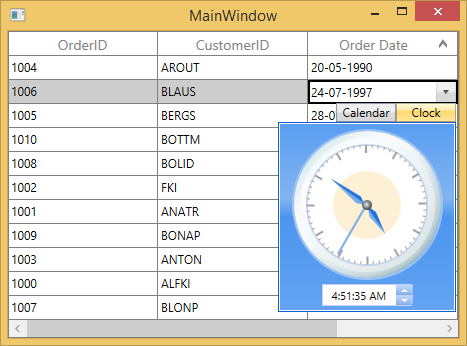 MainWindow
OrderID CustomerID Order Date
1004 AROUT 20-05-1990
1006 BLAUS 24-07-1997
Calendar Clock
1005 BERGS 28-0
1010 BOTTM
1008 BOLID
1002 FKI
1001 ANATR
1009 BONAP
1003 ANTON
1000 ALFKI
4:51:35 AM
1007 BLONP